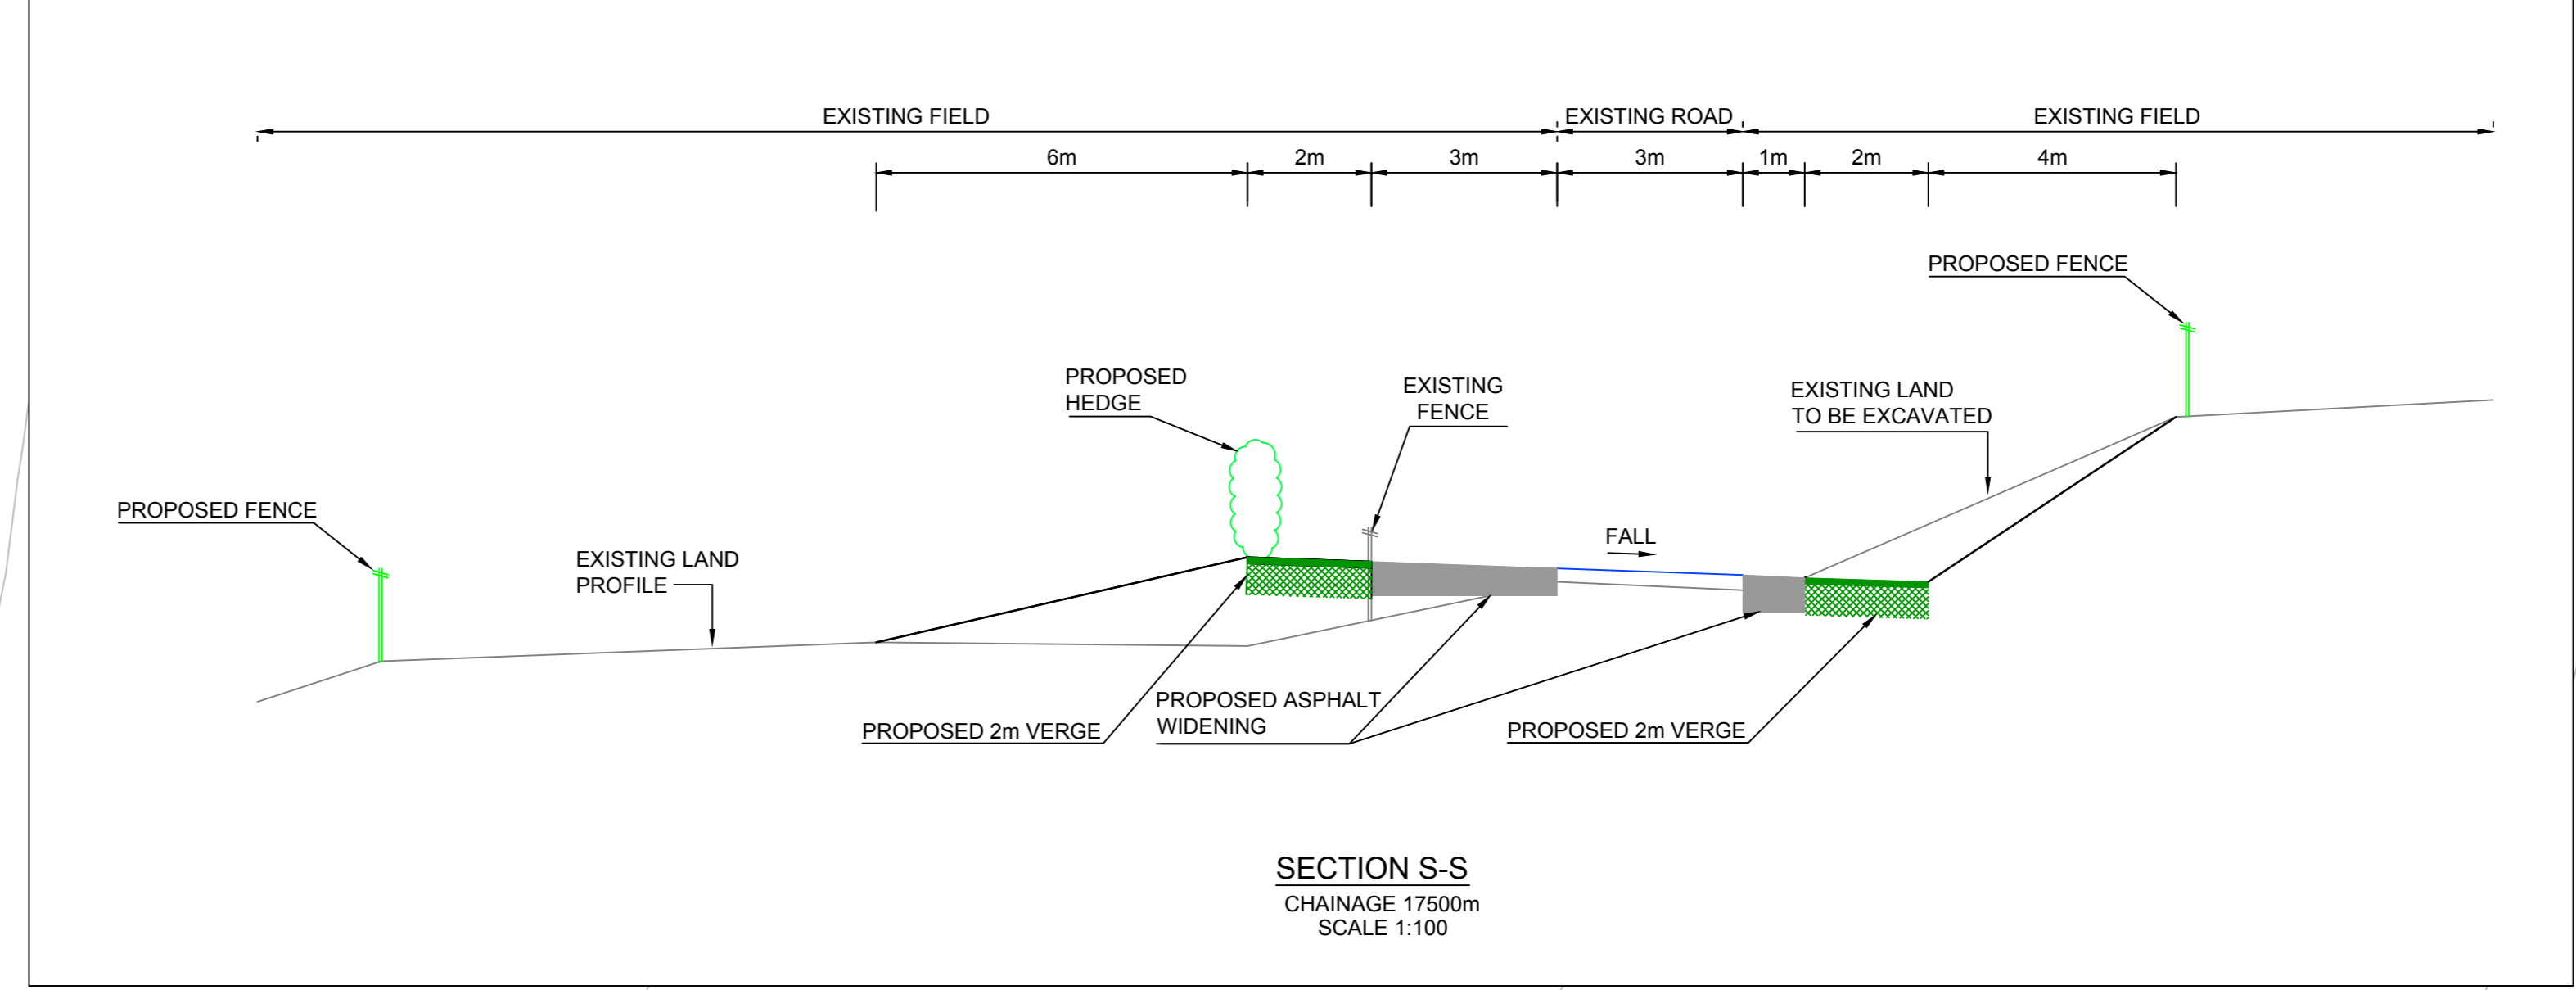 EXISTING FIELD
EXISTING ROAD
EXISTING FIELD
6m
2m
3m
3m
1m
2m
4m
PROPOSED FENCE
PROPOSED
HEDGE
EXISTING
FENCE
EXISTING LAND
TO BE EXCAVATED
PROPOSED FENCE
FALL
EXISTING LAND
PROFILE
PROPOSED 2m VERGE
PROPOSED ASPHALT
WIDENING
PROPOSED 2m VERGE
SECTION S-S
CHAINAGE 17500m
SCALE 1:100